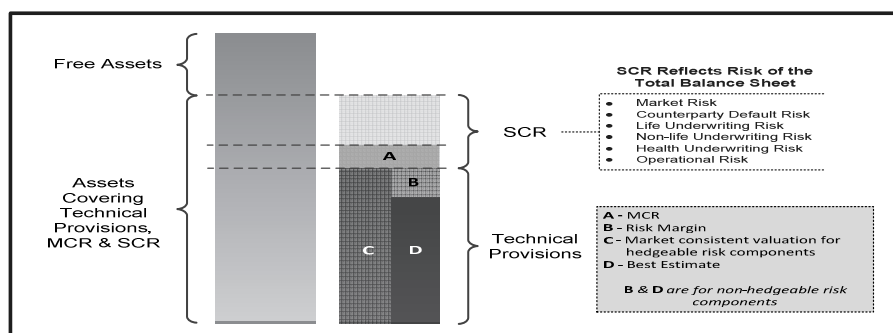 Free Assets
Assets
Covering
Technical
Provisions,
MCR & SCR
A
B
C
D
SCR
Technical
Provisions
SCR Reflects Risk of the
Total Balance Sheet
• Market Risk
• Counterparty Default Risk
• Life Underwriting Risk
• Non-life Underwriting Risk
• Health Underwriting Risk
• Operational Risk
A - MCR
B - Risk Margin
C - Market consistent valuation for
hedgeable risk components
D - Best Estimate
B & D are for non-hedgeable risk
components